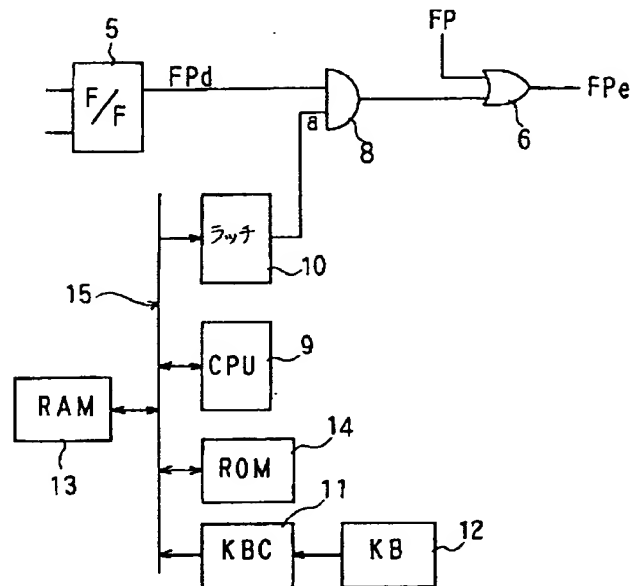 5
F/F
FPd
FP
a
8
6
FPe
ラッチ
10
15
CPU
9
RAM
13
ROM
14
KBC
11
KB
12